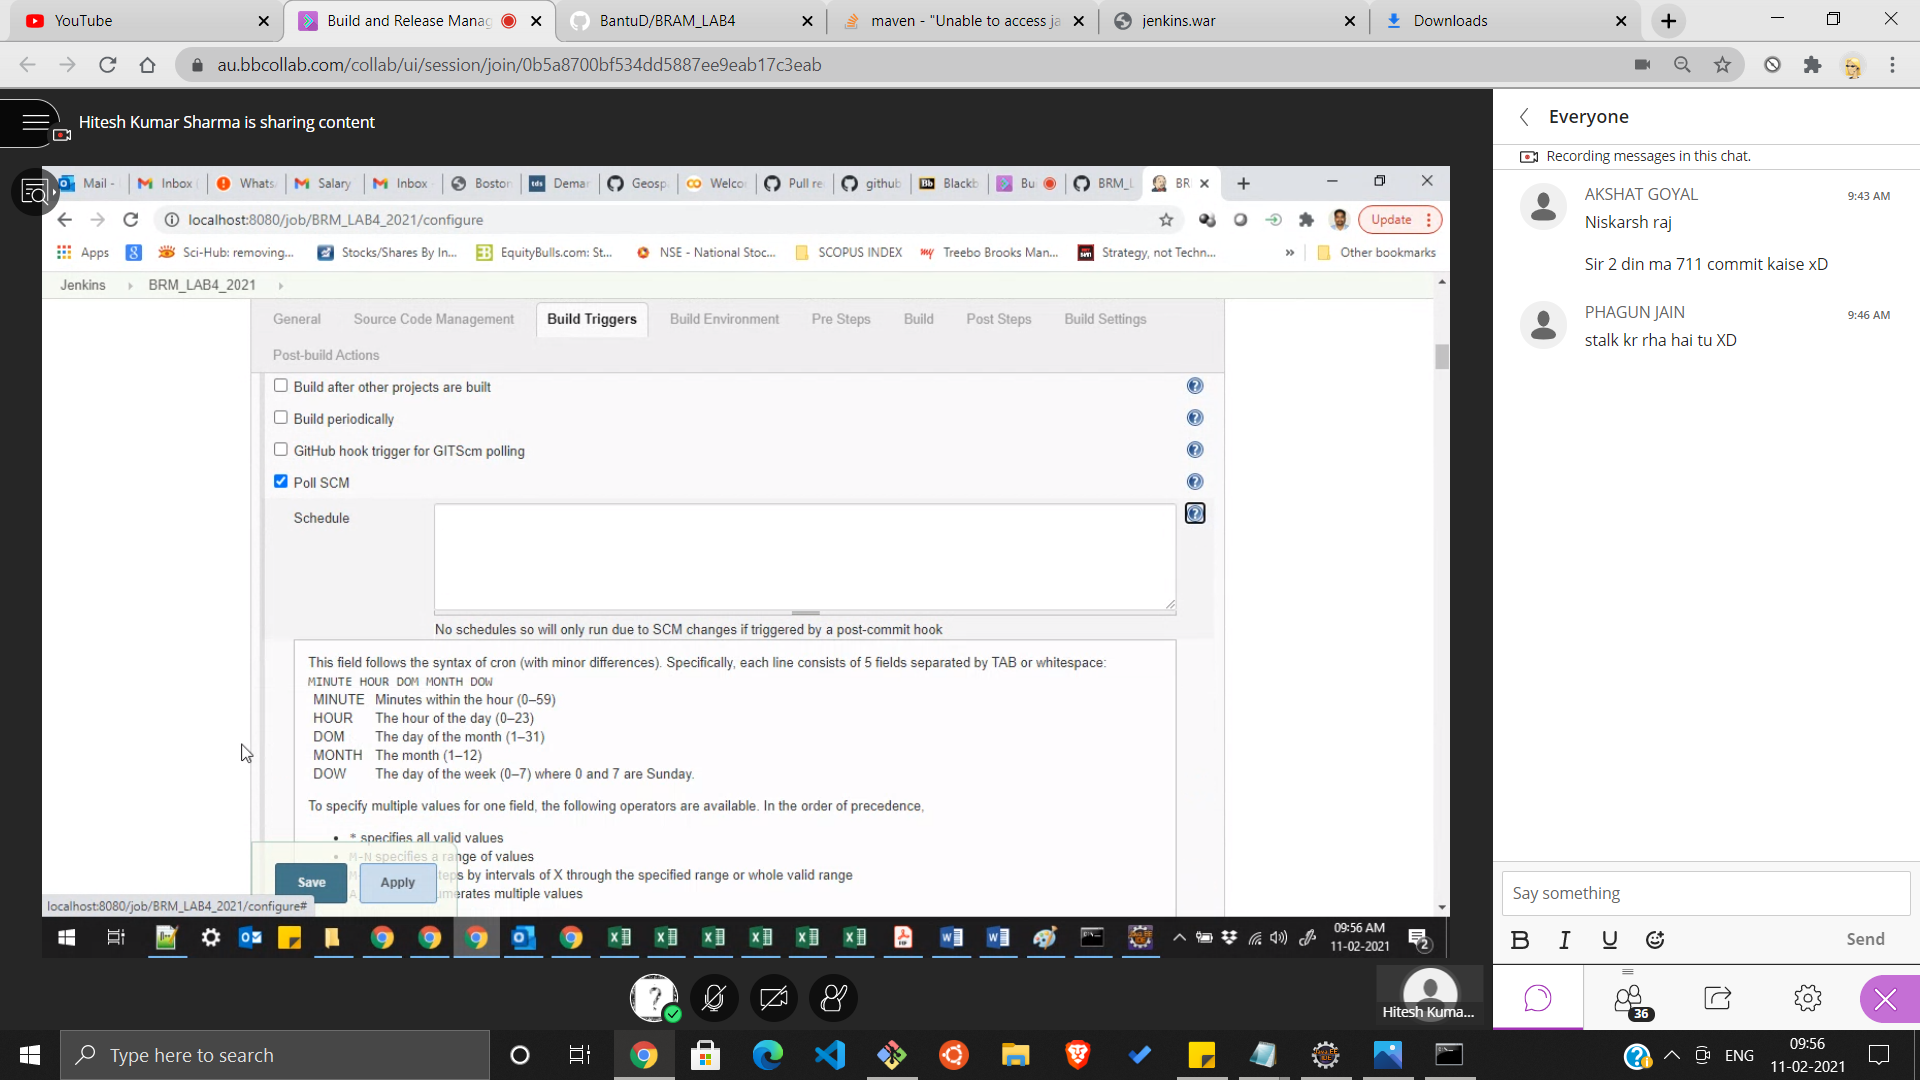 YouTube
Build and Release Manag
BantuD/BRAM_LAB4
maven - "Unable to access ja
jenkins.war
Downloads
au.bbcollab.com/collab/ui/session/join/0b5a8700bf534dd5887ee9eab17c3eab
Hitesh Kumar Sharma is sharing content
Mail -
Inbox
Whats
Salary
Inbox
Boston
tds
Demar
Geosp
Welco
Pull re
github
Bb
Blackb
Bu
BRM_L
BR
localhost:8080/job/BRM_LAB4_2021/configure
Update
Apps
Sci-Hub: removing...
Stocks/Shares By In...
EquityBulls.com: St...
NSE - National Stoc...
SCOPUS INDEX
my
Treebo Brooks Man...
Strategy, not Techn...
»
Other bookmarks
Jenkins
BRM_LAB4_2021
General
Source Code Management
Build Triggers
Build Environment
Pre Steps
Build
Post Steps
Build Settings
Post-build Actions
Build after other projects are built
Build periodically
GitHub hook trigger for GITScm polling
Poll SCM
Schedule
No schedules so will only run due to SCM changes if triggered by a post-commit hook
This field follows the syntax of cron (with minor differences). Specifically, each line consists of 5 fields separated by TAB or whitespace:
MINUTE HOUR DOM MONTH DOW
MINUTE Minutes within the hour (0–59)
HOUR The hour of the day (0–23)
DOM The day of the month (1–31)
MONTH The month (1–12)
DOW The day of the week (0–7) where 0 and 7 are Sunday.
To specify multiple values for one field, the following operators are available. In the order of precedence,
* specifies all valid values
M-N specifies a range of values
by intervals of X through the specified range or whole valid range
multiple values
Save
Apply
localhost:8080/job/BRM_LAB4_2021/configure#
09:56 AM
11-02-2021
2
Hitesh Kuma...
Everyone
Recording messages in this chat.
AKSHAT GOYAL
9:43 AM
Niskarsh raj
Sir 2 din ma 711 commit kaise xD
PHAGUN JAIN
9:46 AM
stalk kr rha hai tu XD
Say something
B I U
Send
36
Type here to search
ENG
09:56
11-02-2021